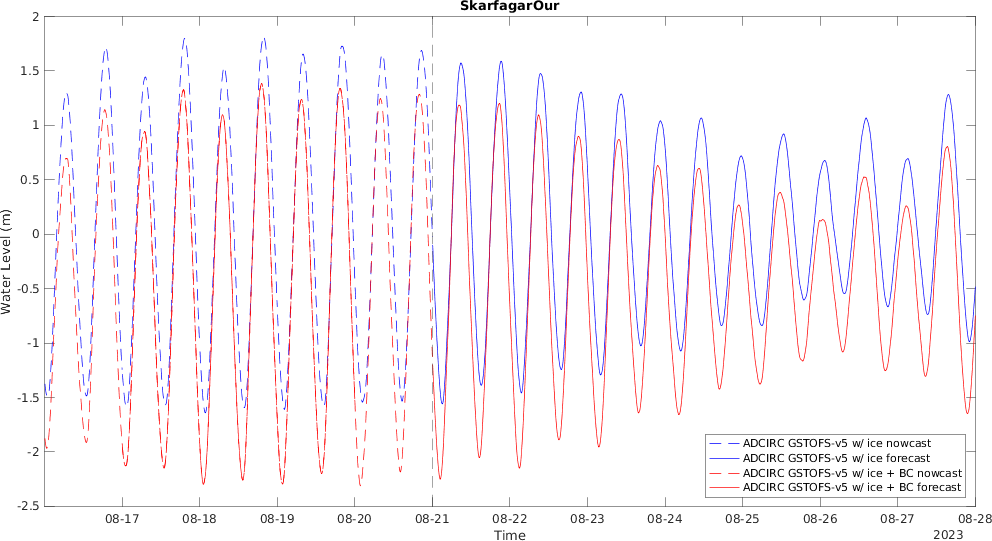 SkarfagarOur
2
1.5
1
0.5
0
-0.5
-1
-1.5
-2
-2.5
Water Level (m)
ADCIRC GSTOFS-v5 w/ ice nowcast
ADCIRC GSTOFS-v5 w/ ice forecast
ADCIRC GSTOFS-v5 w/ ice + BC nowcast
ADCIRC GSTOFS-v5 w/ ice + BC forecast
08-17 08-18 08-19 08-20 08-21 08-22 08-23 08-24 08-25 08-26 08-27 08-28
Time
2023